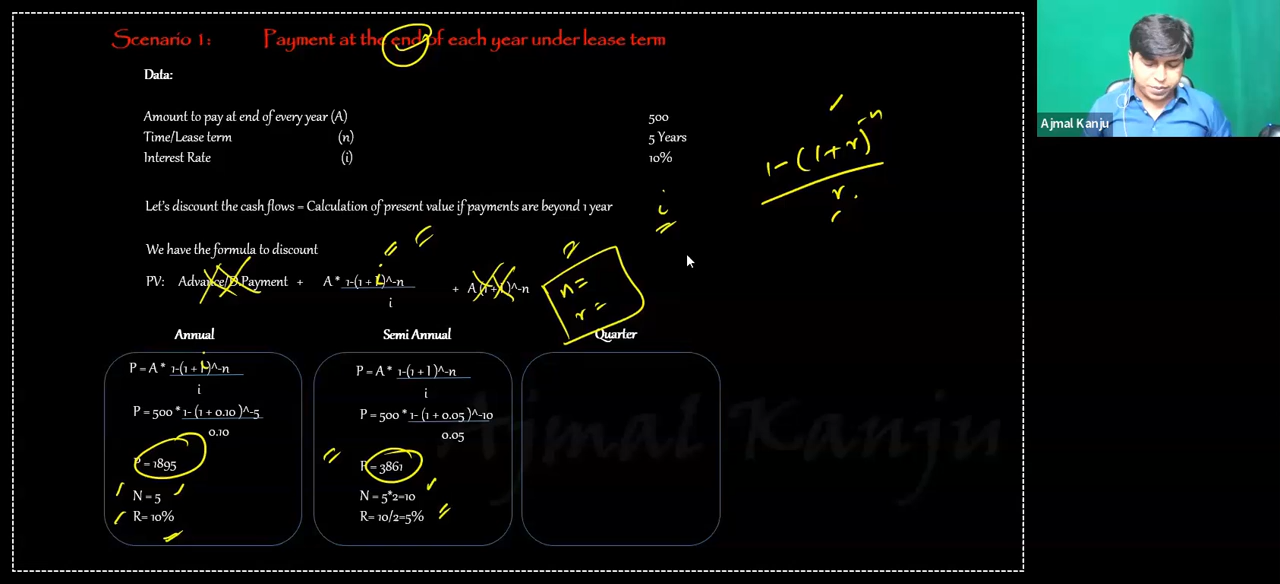 Scenario 1: Payment at the end of each year under lease term
Data:
Amount to pay at end of every year (A) 500
Time/Lease term (n) 5 Years
Interest Rate (i) 10%
Let's discount the cash flows = Calculation of present value if payments are beyond 1 year
i
We have the formula to discount
PV: Advance/D.Payment + A * 1-(1 + i)^-n + A (1+i)^-n
i
n =
r =
1 - (1 + r)^-n
r
Annual
P = A * 1-(1 + i)^-n
i
P = 500 * 1- (1 + 0.10 )^-5
0.10
P = 1895
N = 5
R= 10%
Semi Annual
P = A * 1-(1 + 1 )^-n
i
P = 500 * 1- (1 + 0.05 )^-10
0.05
P = 3861
N = 5*2=10
R= 10/2=5%
Quarter
Ajmal Kanju
Ajmal Kanju